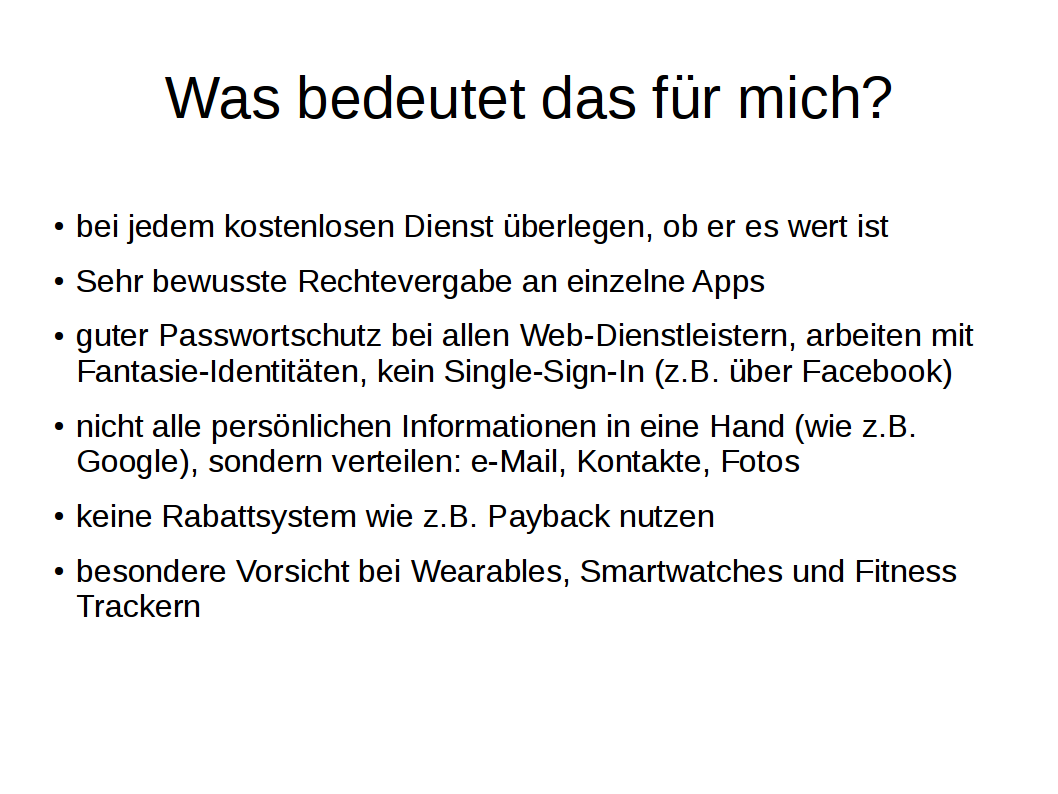 Was bedeutet das für mich?
• bei jedem kostenlosen Dienst überlegen, ob er es wert ist
• Sehr bewusste Rechtevergabe an einzelne Apps
• guter Passwortschutz bei allen Web-Dienstleistern, arbeiten mit
Fantasie-Identitäten, kein Single-Sign-In (z.B. über Facebook)
• nicht alle persönlichen Informationen in eine Hand (wie z.B.
Google), sondern verteilen: e-Mail, Kontakte, Fotos
• keine Rabattsystem wie z.B. Payback nutzen
• besondere Vorsicht bei Wearables, Smartwatches und Fitness
Trackern